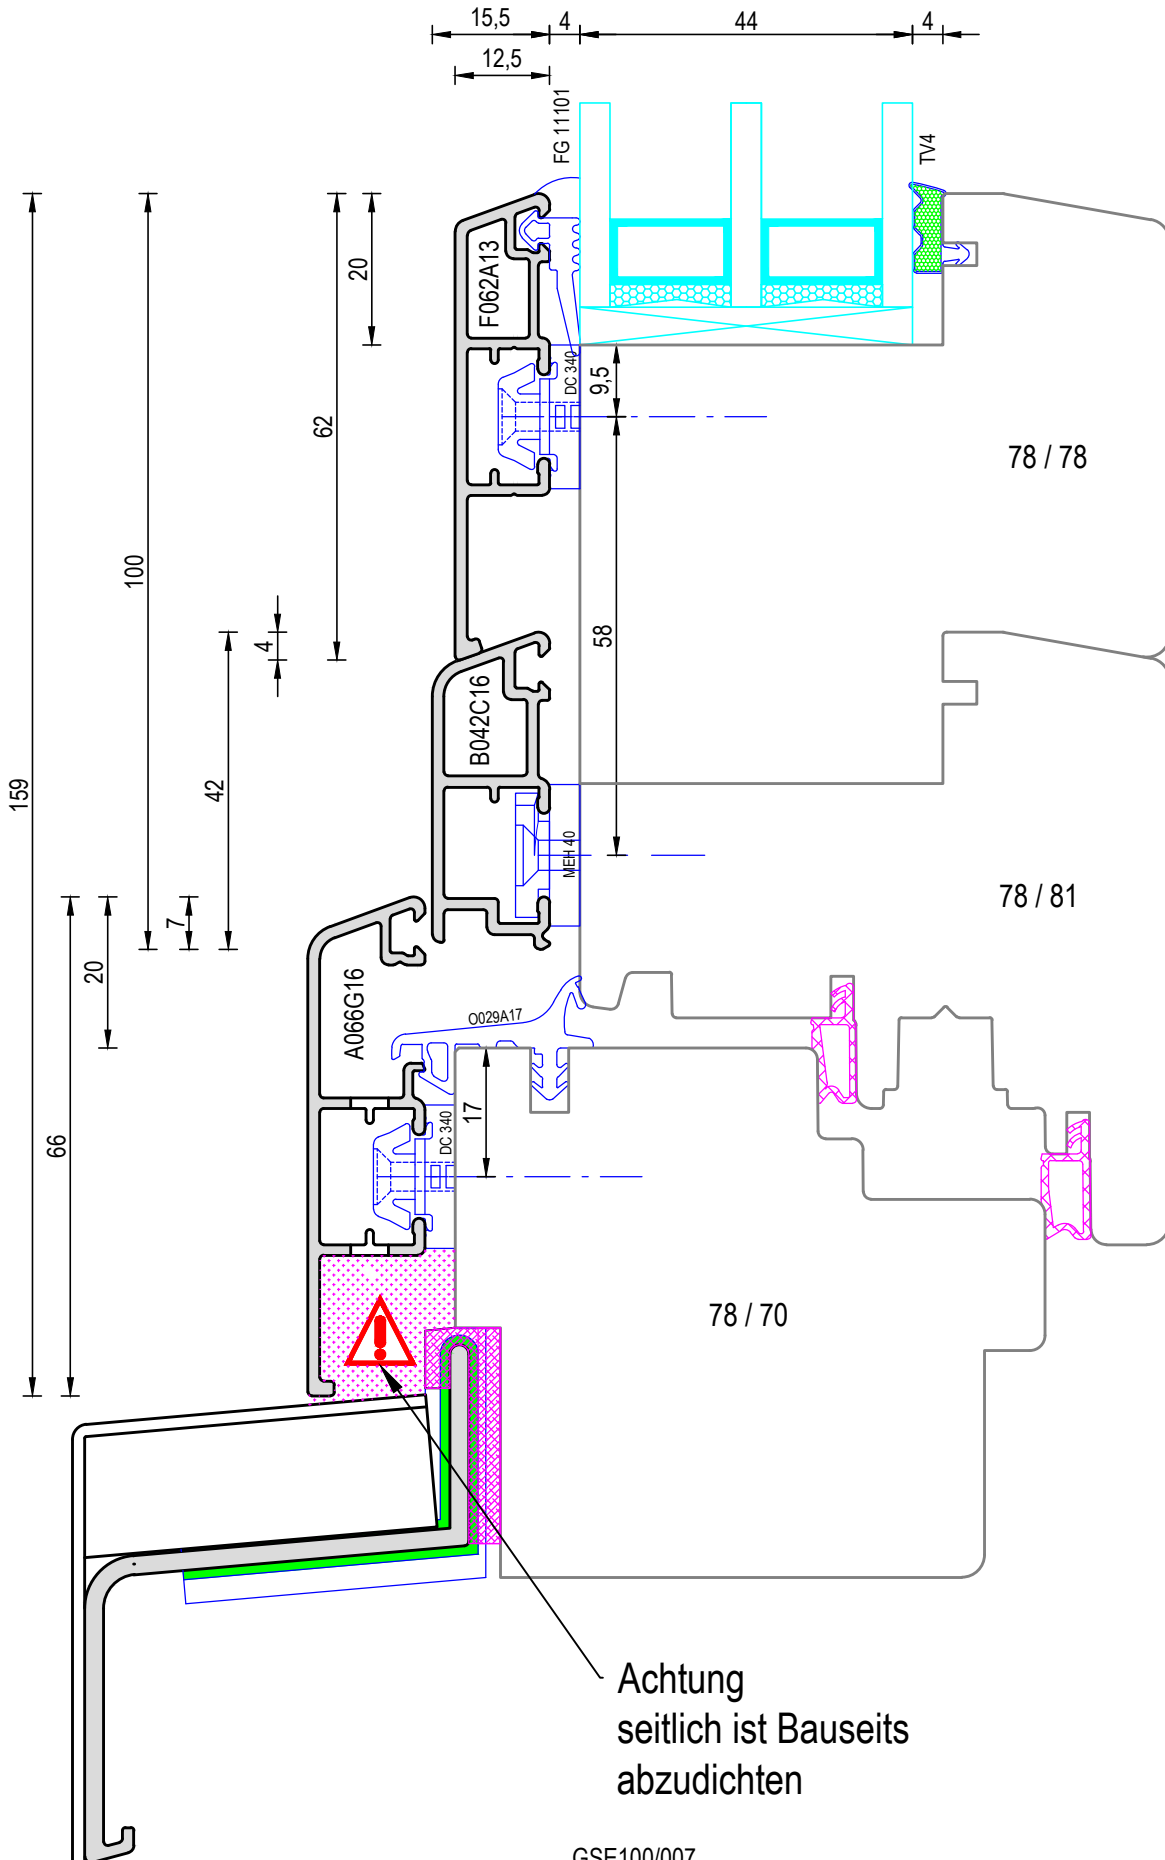 15,5
4
44
4
12,5
FG 11101
TV4
F062A13
20
62
DC 340
9,5
78 / 78
100
4
58
B042C16
159
42
MEH 40
78 / 81
7
20
A066G16
O029A17
17
DC 340
66
78 / 70
Achtung
seitlich ist Bauseits
abzudichten
GSE100/007